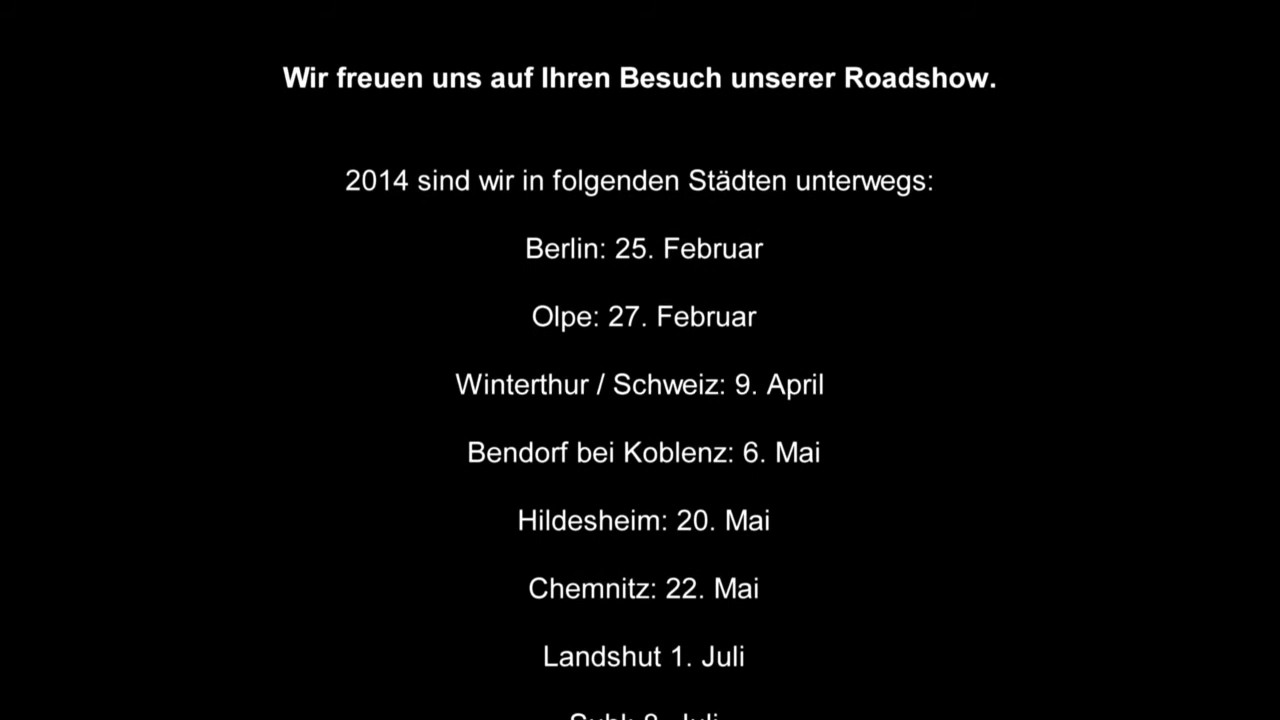 Wir freuen uns auf Ihren Besuch unserer Roadshow.
2014 sind wir in folgenden Städten unterwegs:
Berlin: 25. Februar
Olpe: 27. Februar
Winterthur / Schweiz: 9. April
Bendorf bei Koblenz: 6. Mai
Hildesheim: 20. Mai
Chemnitz: 22. Mai
Landshut 1. Juli